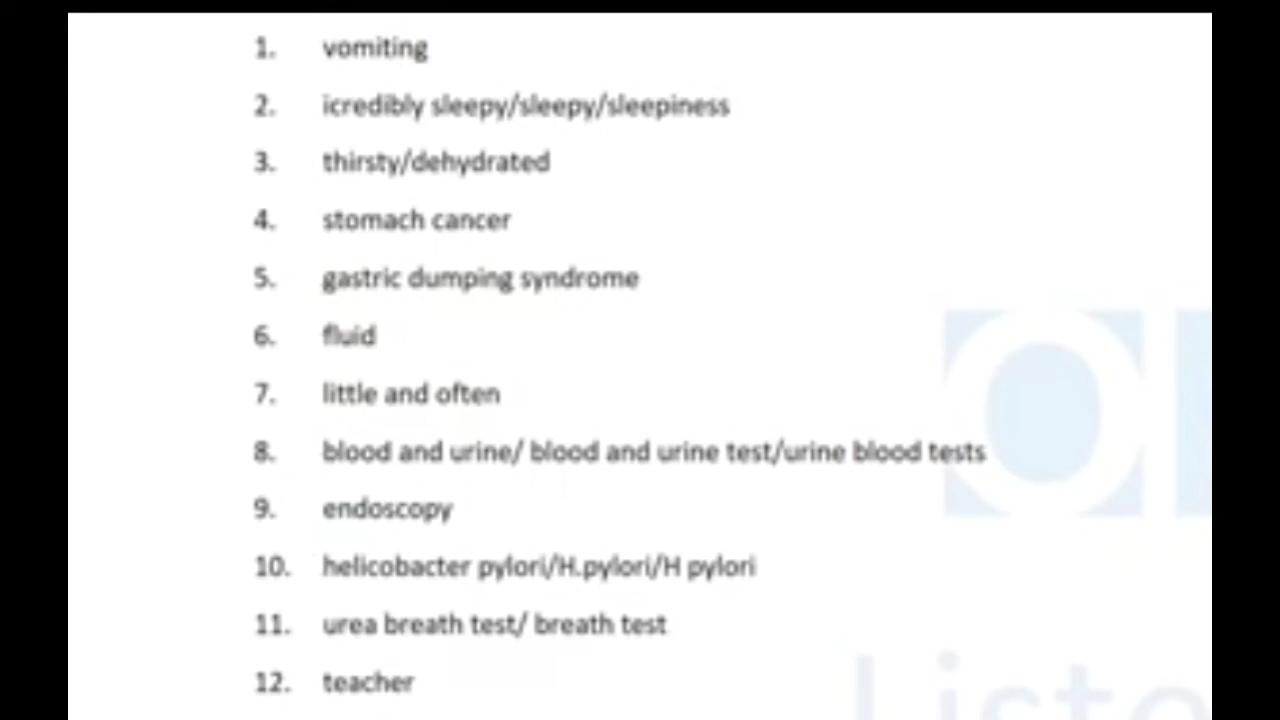 1. vomiting
2. icredibly sleepy/sleepy/sleepiness
3. thirsty/dehydrated
4. stomach cancer
5. gastric dumping syndrome
6. fluid
7. little and often
8. blood and urine/ blood and urine test/urine blood tests
9. endoscopy
10. helicobacter pylori/H.pylori/H pylori
11. urea breath test/ breath test
12. teacher